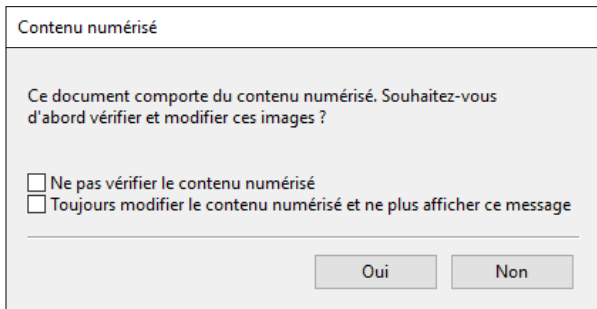 Contenu numérisé
Ce document comporte du contenu numérisé. Souhaitez-vous
d'abord vérifier et modifier ces images ?
Ne pas vérifier le contenu numérisé
Toujours modifier le contenu numérisé et ne plus afficher ce message
Oui Non